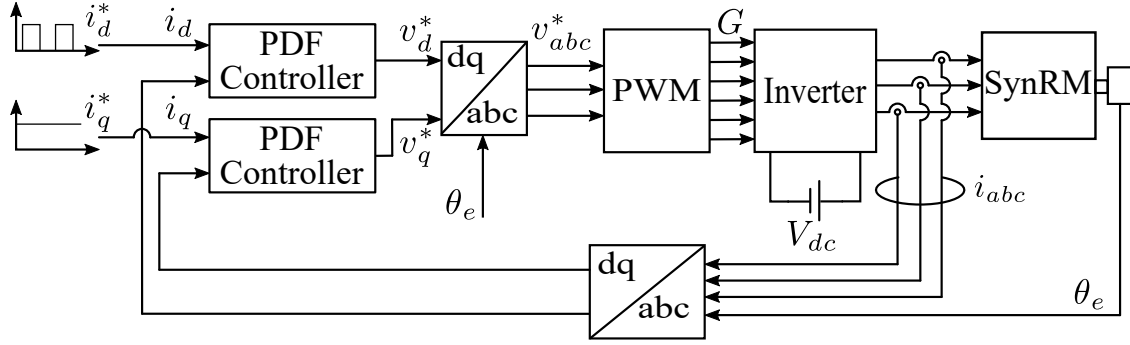 i_d^*
i_d
PDF
Controller
v_d^*
dq
abc
v_{abc}^*
PWM
G
Inverter
SynRM
i_q^*
i_q
PDF
Controller
v_q^*
θ_e
V_{dc}
i_{abc}
dq
abc
θ_e